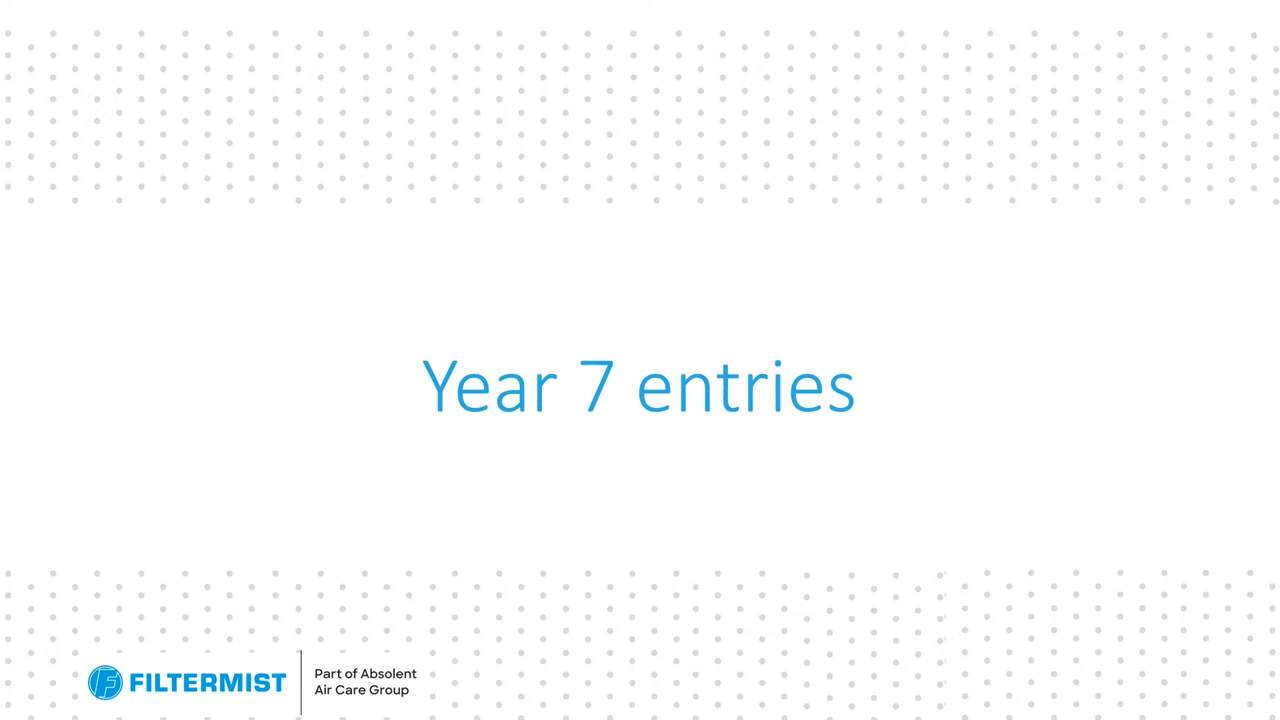 Year 7 entries
FILTERMIST
Part of Absolent
Air Care Group